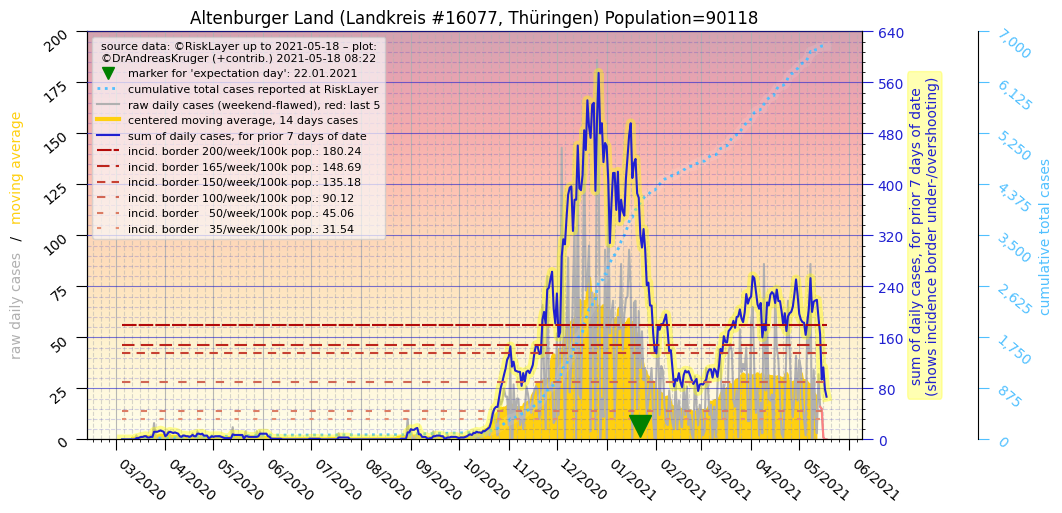 Altenburger Land (Landkreis #16077, Thüringen) Population=90118
source data: ©RiskLayer up to 2021-05-18 – plot:
©DrAndreasKruger (+contrib.) 2021-05-18 08:22
marker for 'expectation day': 22.01.2021
cumulative total cases reported at RiskLayer
raw daily cases (weekend-flawed), red: last 5
centered moving average, 14 days cases
sum of daily cases, for prior 7 days of date
incid. border 200/week/100k pop.: 180.24
incid. border 165/week/100k pop.: 148.69
incid. border 150/week/100k pop.: 135.18
incid. border 100/week/100k pop.: 90.12
incid. border   50/week/100k pop.: 45.06
incid. border   35/week/100k pop.: 31.54
raw daily cases / moving average
200
175
150
125
100
75
50
25
0
03/2020
04/2020
05/2020
06/2020
07/2020
08/2020
09/2020
10/2020
11/2020
12/2020
01/2021
02/2021
03/2021
04/2021
05/2021
06/2021
640
560
480
400
320
240
160
80
0
sum of daily cases, for prior 7 days of date
(shows incidence border under-/overshooting)
7,000
6,125
5,250
4,375
3,500
2,625
1,750
875
0
cumulative total cases